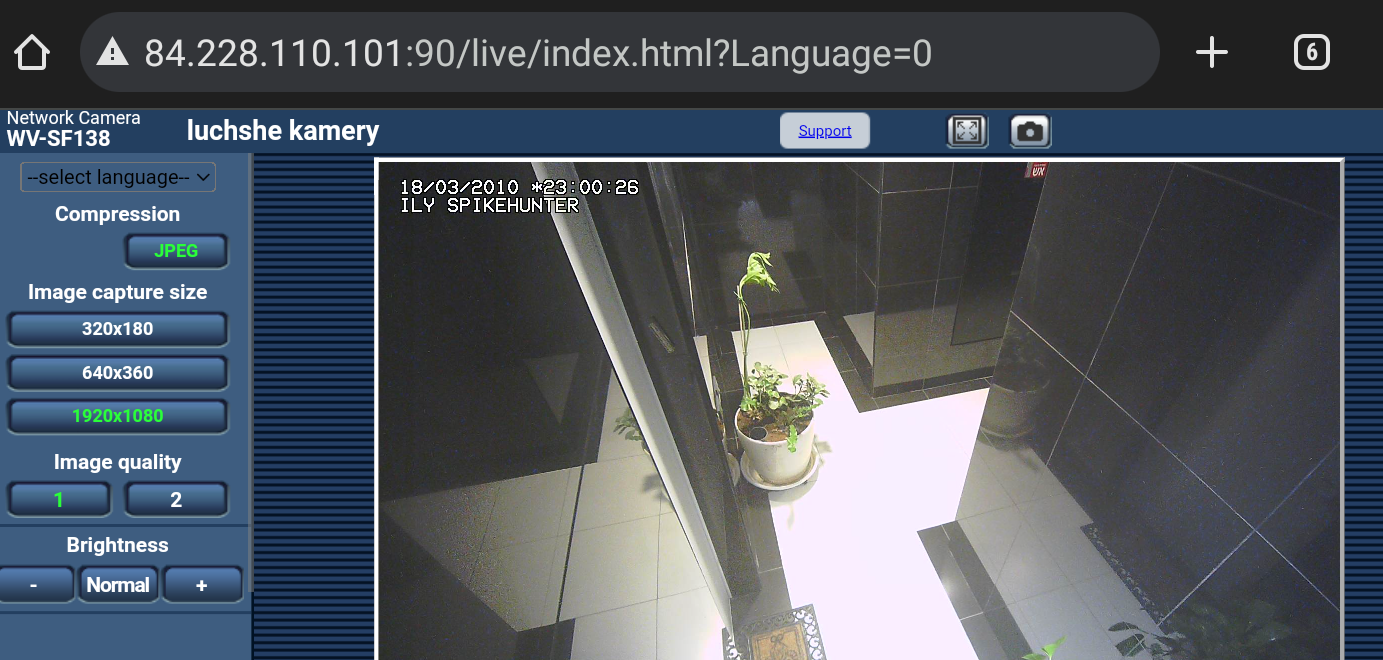 84.228.110.101:90/live/index.html?Language=0
6
Network Camera
WV-SF138
luchshe kamery
Support
--select language--
Compression
JPEG
Image capture size
320x180
640x360
1920x1080
Image quality
1
2
Brightness
-
Normal
+
18/03/2010 *23:00:26
ILY SPIKEHUNTER
אש